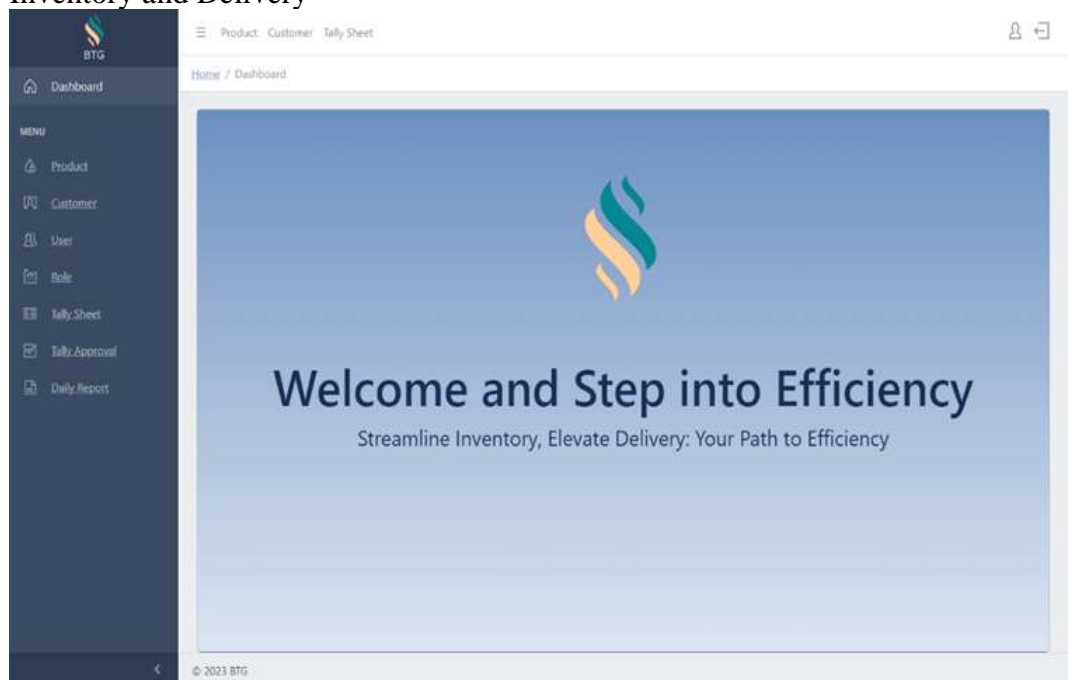 Inventory and Delivery
BTG
Product Customer Tally Sheet
Home / Dashboard
Dashboard
MENU
Product
Customer
User
Role
Tally Sheet
Tally Approval
Daily Report
Welcome and Step into Efficiency
Streamline Inventory, Elevate Delivery: Your Path to Efficiency
© 2023 BTG